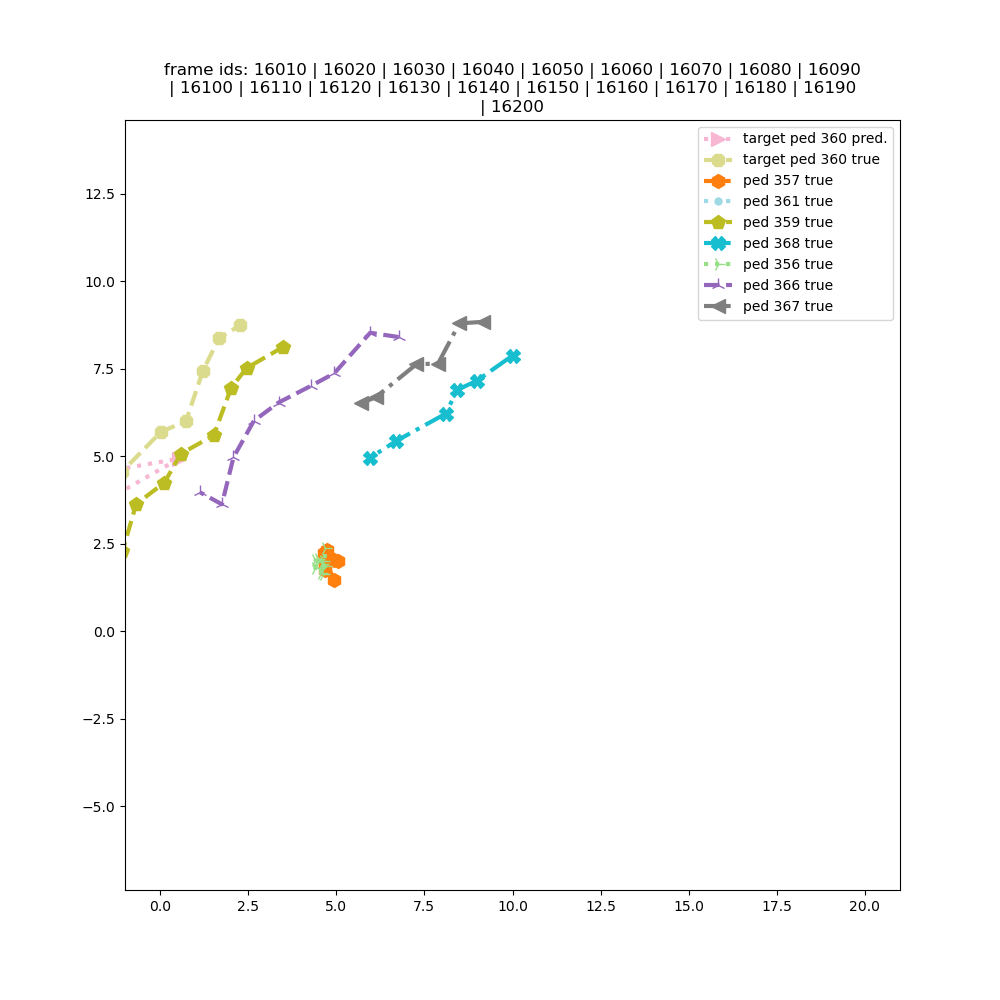 frame ids: 16010 | 16020 | 16030 | 16040 | 16050 | 16060 | 16070 | 16080 | 16090
| 16100 | 16110 | 16120 | 16130 | 16140 | 16150 | 16160 | 16170 | 16180 | 16190
| 16200
target ped 360 pred.
target ped 360 true
ped 357 true
ped 361 true
ped 359 true
ped 368 true
ped 356 true
ped 366 true
ped 367 true
12.5
10.0
7.5
5.0
2.5
0.0
−2.5
−5.0
0.0 2.5 5.0 7.5 10.0 12.5 15.0 17.5 20.0